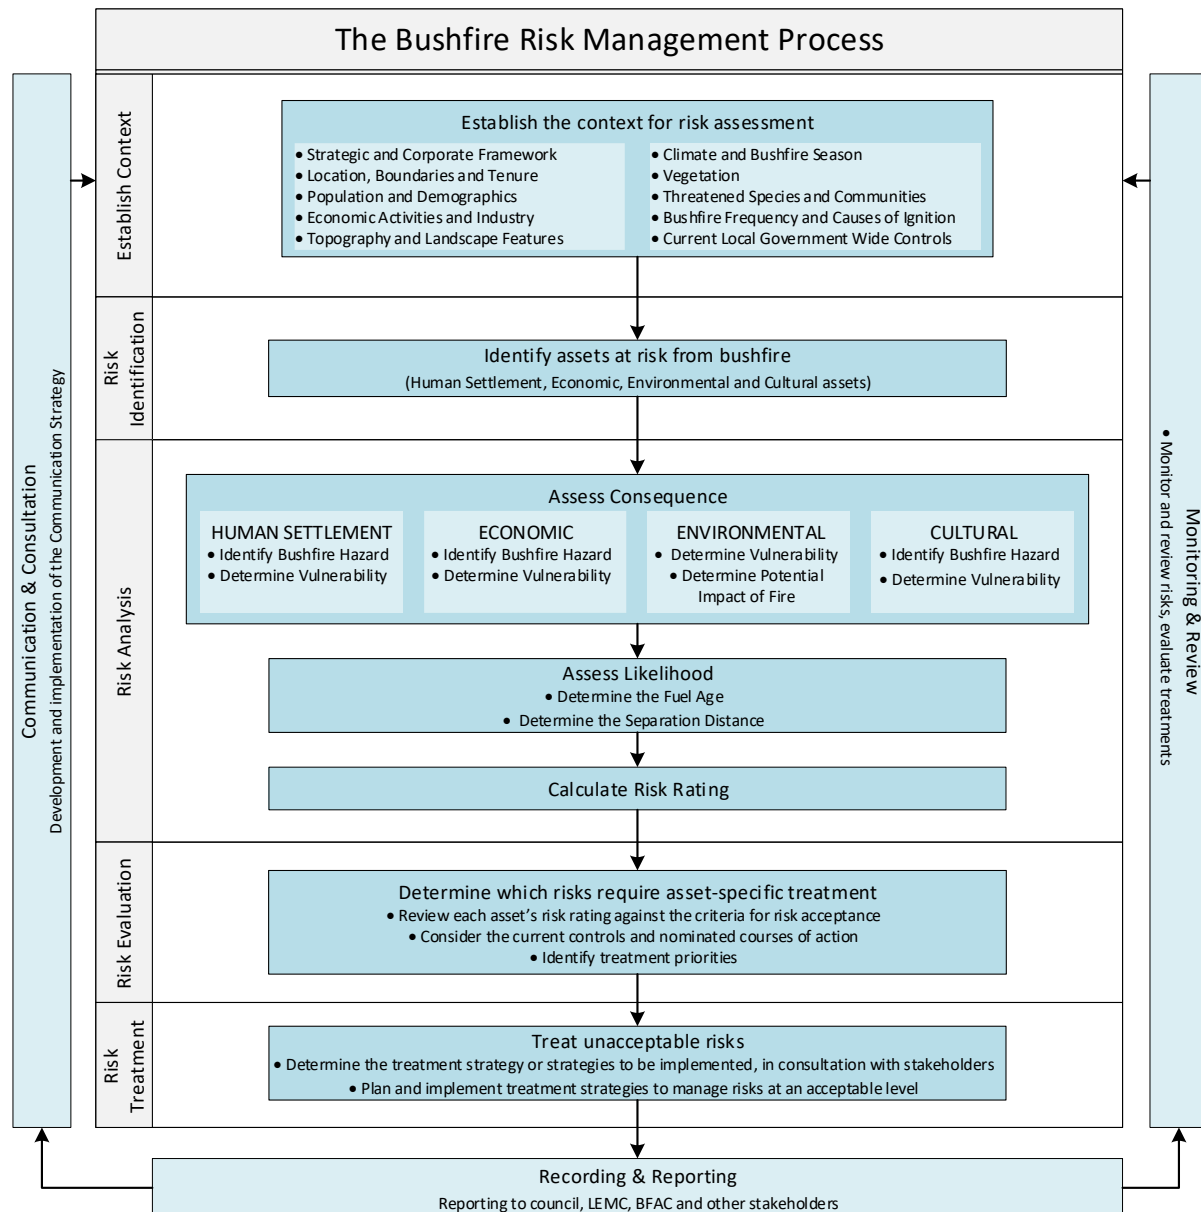 The Bushfire Risk Management Process
Communication & Consultation
Development and implementation of the Communication Strategy
Establish Context
Establish the context for risk assessment
• Strategic and Corporate Framework
• Location, Boundaries and Tenure
• Population and Demographics
• Economic Activities and Industry
• Topography and Landscape Features
• Climate and Bushfire Season
• Vegetation
• Threatened Species and Communities
• Bushfire Frequency and Causes of Ignition
• Current Local Government Wide Controls
Risk
Identification
Identify assets at risk from bushfire
(Human Settlement, Economic, Environmental and Cultural assets)
Risk Analysis
Assess Consequence
HUMAN SETTLEMENT
• Identify Bushfire Hazard
• Determine Vulnerability
ECONOMIC
• Identify Bushfire Hazard
• Determine Vulnerability
ENVIRONMENTAL
• Determine Vulnerability
• Determine Potential
Impact of Fire
CULTURAL
• Identify Bushfire Hazard
• Determine Vulnerability
Assess Likelihood
• Determine the Fuel Age
• Determine the Separation Distance
Calculate Risk Rating
Risk Evaluation
Determine which risks require asset-specific treatment
• Review each asset's risk rating against the criteria for risk acceptance
• Consider the current controls and nominated courses of action
• Identify treatment priorities
Risk
Treatment
Treat unacceptable risks
• Determine the treatment strategy or strategies to be implemented, in consultation with stakeholders
• Plan and implement treatment strategies to manage risks at an acceptable level
Monitoring & Review
• Monitor and review risks, evaluate treatments
Recording & Reporting
Reporting to council, LEMC, BFAC and other stakeholders